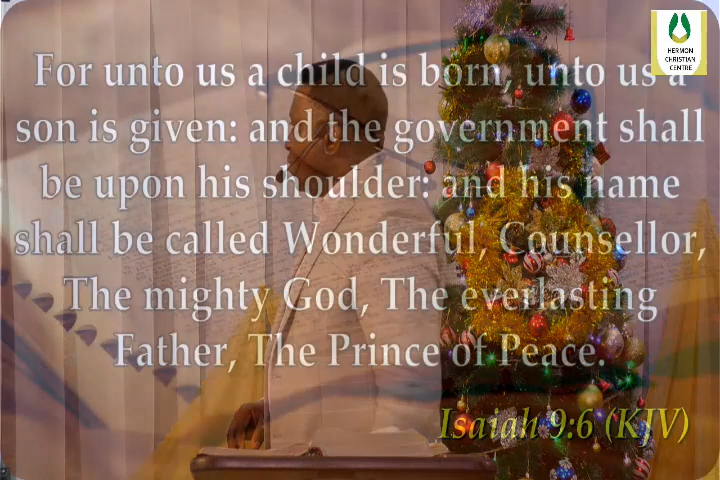 HERMON
CHRISTIAN
CENTRE
For unto us a child is born, unto us a
son is given: and the government shall
be upon his shoulder: and his name
shall be called Wonderful, Counsellor,
The mighty God, The everlasting
Father, The Prince of Peace.
Isaiah 9:6 (KJV)